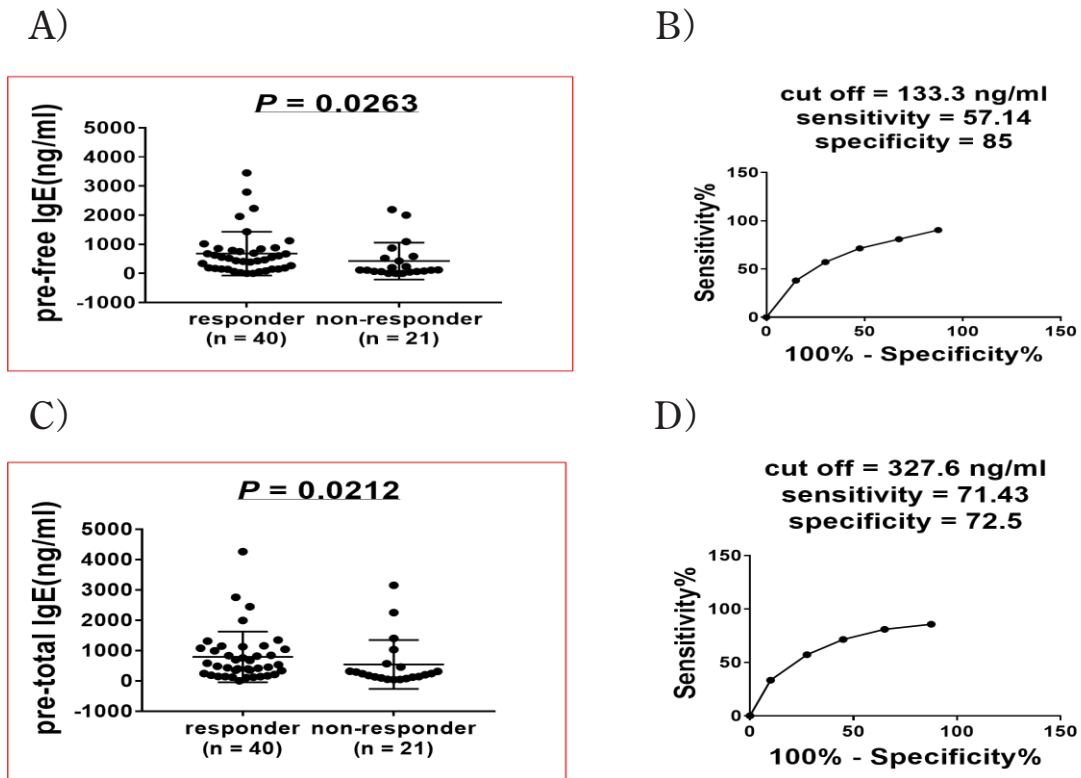 A)
P = 0.0263
pre-free IgE(ng/ml)
5000
4000
3000
2000
1000
0
-1000
responder
(n = 40)
non-responder
(n = 21)
B)
cut off = 133.3 ng/ml
sensitivity = 57.14
specificity = 85
Sensitivity%
150
100
50
0
0
50
100
150
100% - Specificity%
C)
P = 0.0212
pre-total IgE(ng/ml)
5000
4000
3000
2000
1000
0
-1000
responder
(n = 40)
non-responder
(n = 21)
D)
cut off = 327.6 ng/ml
sensitivity = 71.43
specificity = 72.5
Sensitivity%
150
100
50
0
0
50
100
150
100% - Specificity%